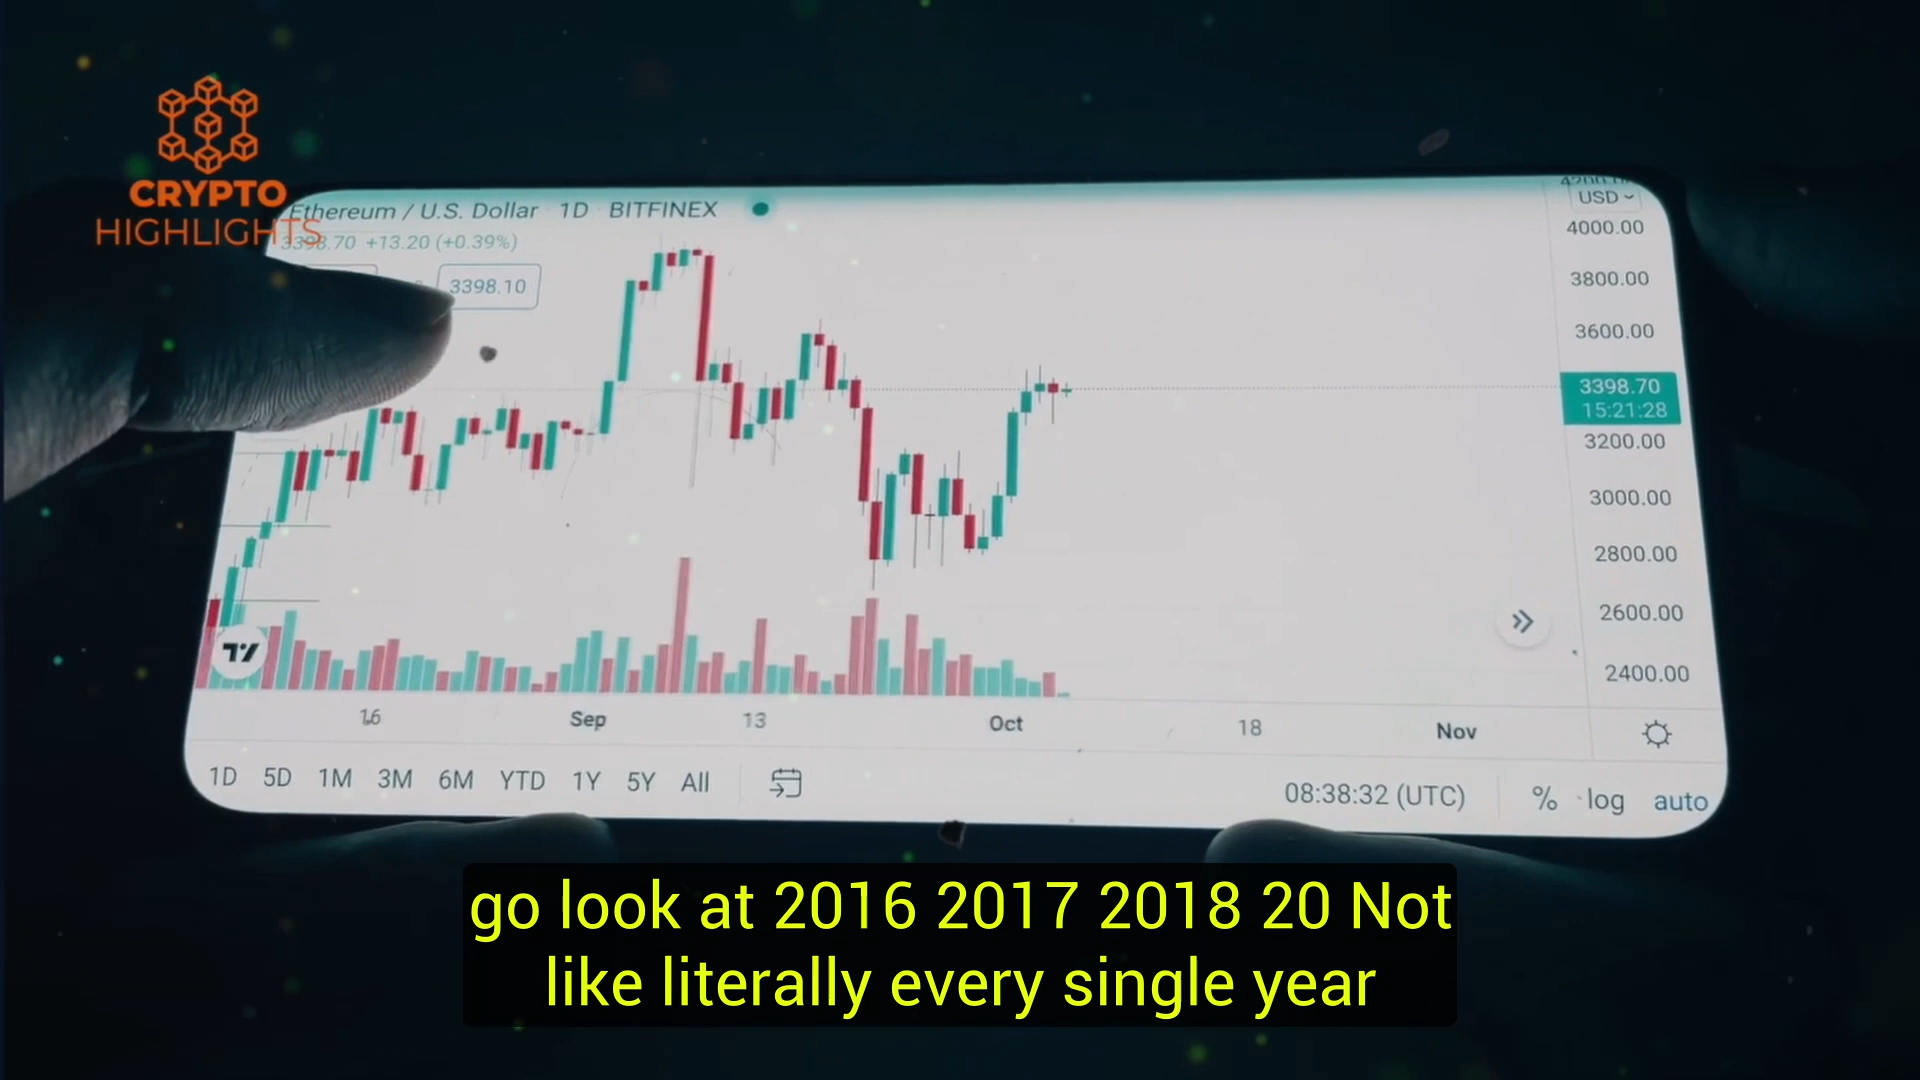 CRYPTO
HIGHLIGHTS
Ethereum / U.S. Dollar · 1D · BITFINEX
3398.70 +13.20 (+0.39%)
3398.10
USD
4000.00
3800.00
3600.00
3398.70
15:21:28
3200.00
3000.00
2800.00
2600.00
2400.00
16 Sep 13 Oct 18 Nov
1D 5D 1M 3M 6M YTD 1Y 5Y All
08:38:32 (UTC) % log auto
go look at 2016 2017 2018 20 Not
like literally every single year